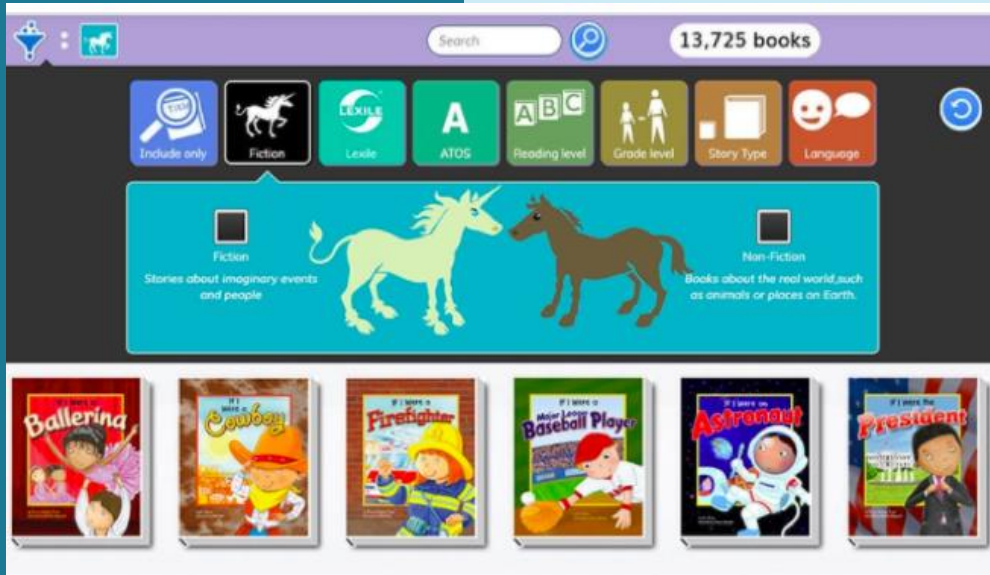 Search
13,725 books
Include only
Fiction
LEXILE
Lexile
A
ATOS
A B C
Reading level
Grade level
Story Type
Language
Fiction
Stories about imaginary events
and people
Non-Fiction
Books about the real world,such
as animals or places on Earth.
If I Were a
Ballerina
If I
Were a
Cowboy
If I Were a
Firefighter
If I Were a
Major League
Baseball Player
If I Were an
Astronaut
If I Were the
President